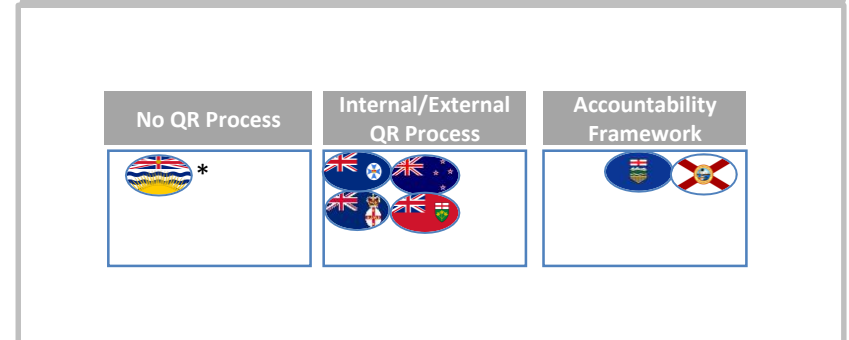 No QR Process
Internal/External
QR Process
Accountability
Framework
*